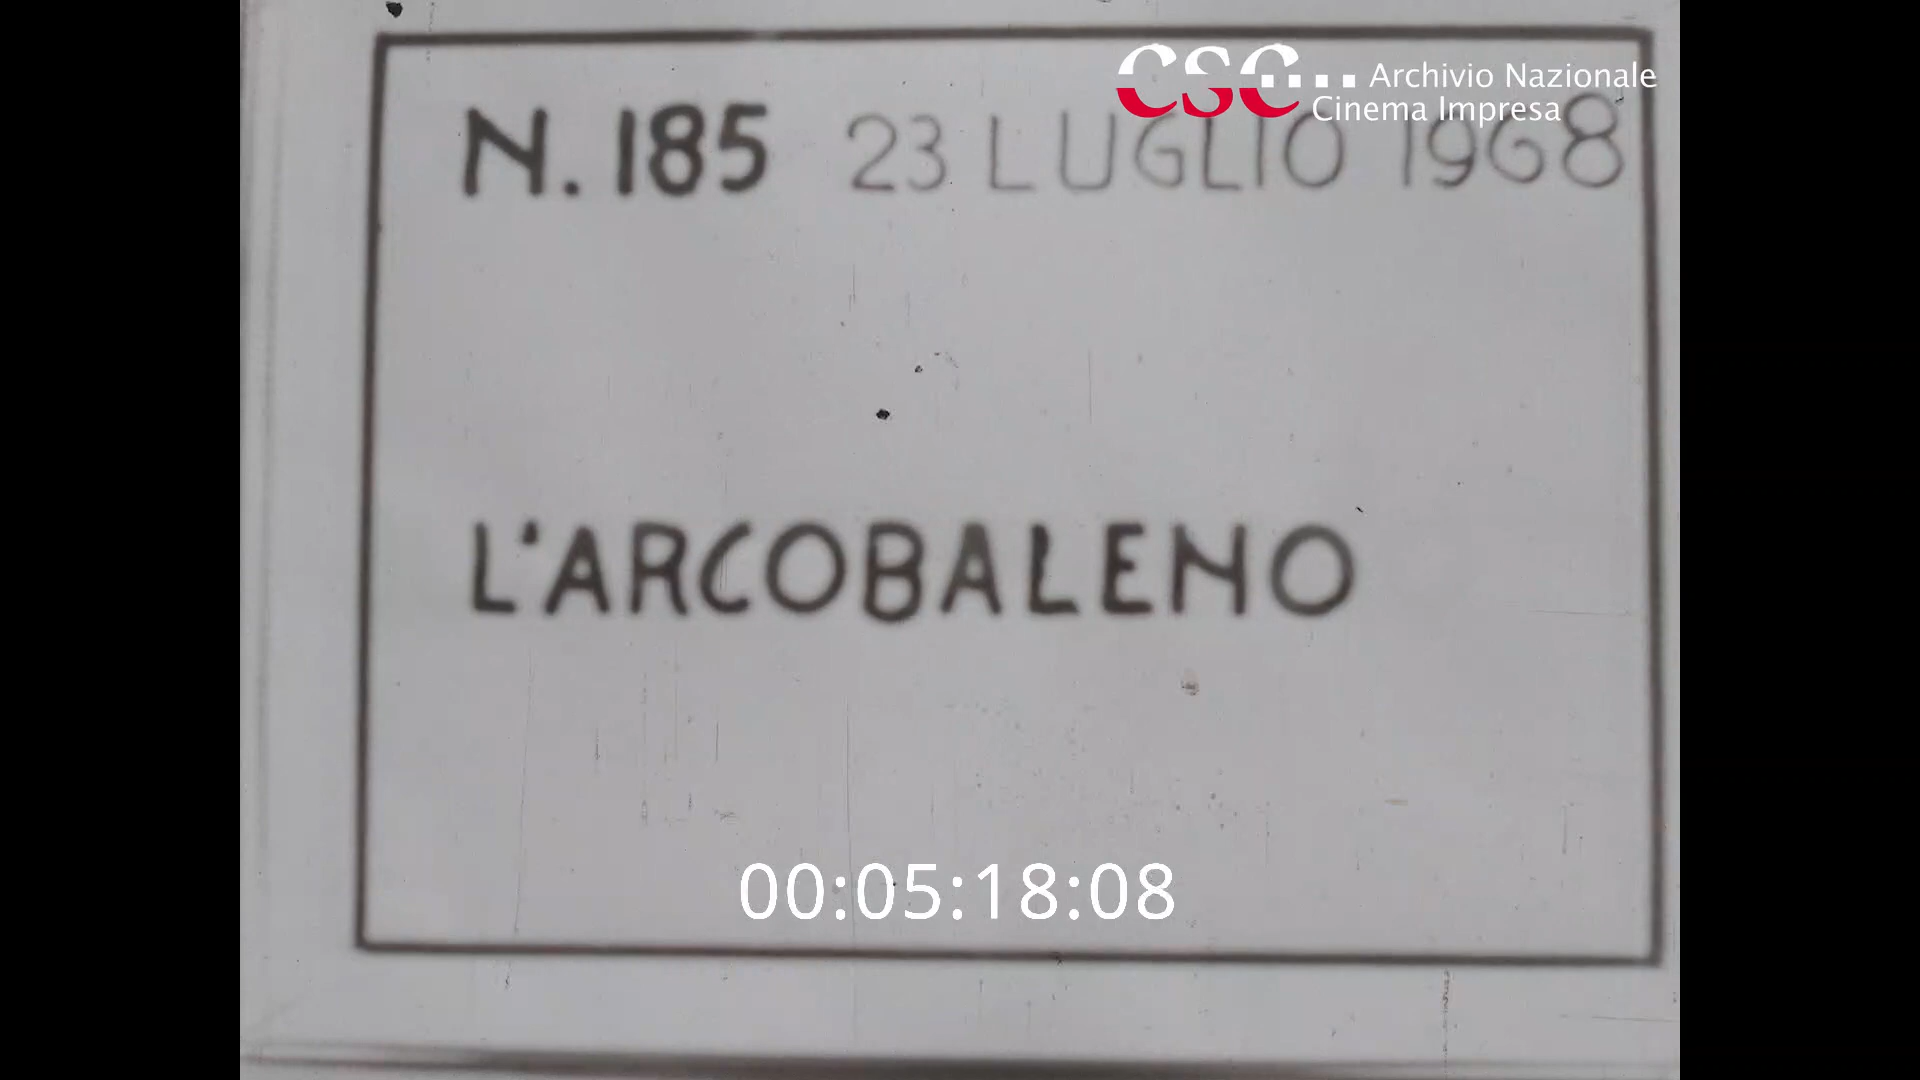 CSC Archivio Nazionale
Cinema Impresa
N. 185 23 LUGLIO 1968
L'ARCOBALENO
00:05:18:08